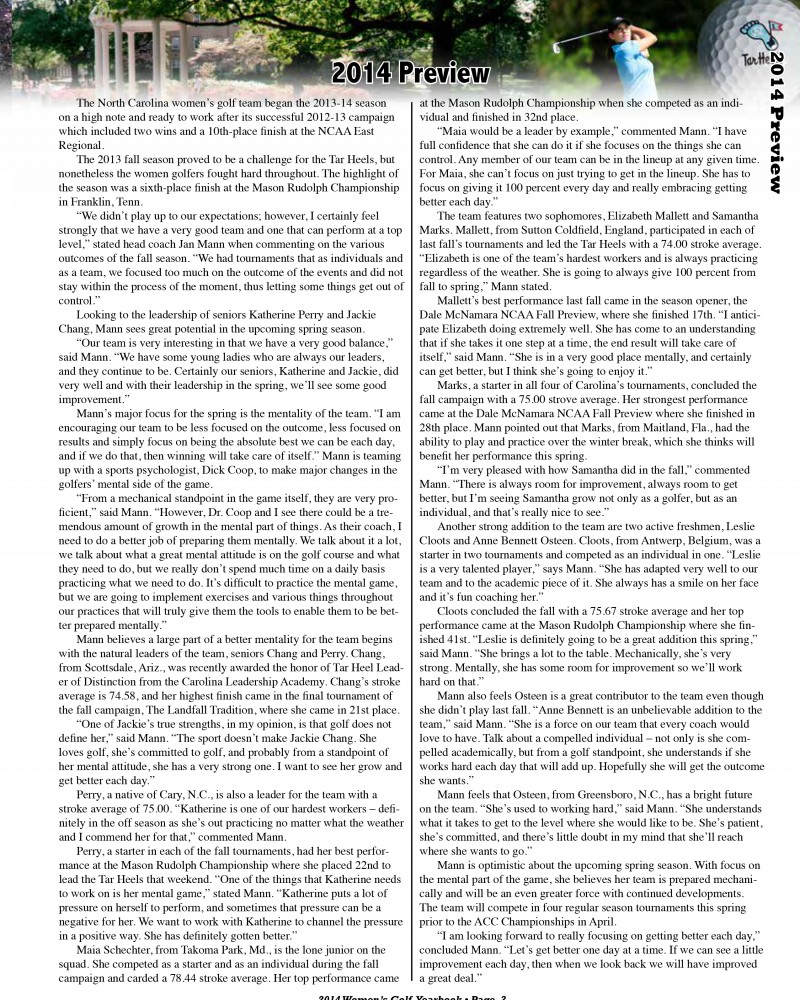 2014 Preview
The North Carolina women's golf team began the 2013-14 season
on a high note and ready to work after its successful 2012-13 campaign
which included two wins and a 10th-place finish at the NCAA East
Regional.
The 2013 fall season proved to be a challenge for the Tar Heels, but
nonetheless the women golfers fought hard throughout. The highlight of
the season was a sixth-place finish at the Mason Rudolph Championship
in Franklin, Tenn.
“We didn't play up to our expectations; however, I certainly feel
strongly that we have a very good team and one that can perform at a top
level,” stated head coach Jan Mann when commenting on the various
outcomes of the fall season. “We had tournaments that as individuals and
as a team, we focused too much on the outcome of the events and did not
stay within the process of the moment, thus letting some things get out of
control.”
Looking to the leadership of seniors Katherine Perry and Jackie
Chang, Mann sees great potential in the upcoming spring season.
“Our team is very interesting in that we have a very good balance,”
said Mann. “We have some young ladies who are always our leaders,
and they continue to be. Certainly our seniors, Katherine and Jackie, did
very well and with their leadership in the spring, we'll see some good
improvement.”
Mann's major focus for the spring is the mentality of the team. “I am
encouraging our team to be less focused on the outcome, less focused on
results and simply focus on being the absolute best we can be each day,
and if we do that, then winning will take care of itself.” Mann is teaming
up with a sports psychologist, Dick Coop, to make major changes in the
golfers' mental side of the game.
“From a mechanical standpoint in the game itself, they are very pro-
ficient,” said Mann. “However, Dr. Coop and I see there could be a tre-
mendous amount of growth in the mental part of things. As their coach, I
need to do a better job of preparing them mentally. We talk about it a lot,
we talk about what a great mental attitude is on the golf course and what
they need to do, but we really don't spend much time on a daily basis
practicing what we need to do. It's difficult to practice the mental game,
but we are going to implement exercises and various things throughout
our practices that will truly give them the tools to enable them to be bet-
ter prepared mentally.”
Mann believes a large part of a better mentality for the team begins
with the natural leaders of the team, seniors Chang and Perry. Chang,
from Scottsdale, Ariz., was recently awarded the honor of Tar Heel Lead-
er of Distinction from the Carolina Leadership Academy. Chang's stroke
average is 74.58, and her highest finish came in the final tournament of
the fall campaign, The Landfall Tradition, where she came in 21st place.
“One of Jackie's true strengths, in my opinion, is that golf does not
define her,” said Mann. “The sport doesn't make Jackie Chang. She
loves golf, she's committed to golf, and probably from a standpoint of
her mental attitude, she has a very strong one. I want to see her grow and
get better each day.”
Perry, a native of Cary, N.C., is also a leader for the team with a
stroke average of 75.00. “Katherine is one of our hardest workers – defi-
nitely in the off season as she's out practicing no matter what the weather
and I commend her for that,” commented Mann.
Perry, a starter in each of the fall tournaments, had her best perfor-
mance at the Mason Rudolph Championship where she placed 22nd to
lead the Tar Heels that weekend. “One of the things that Katherine needs
to work on is her mental game,” stated Mann. “Katherine puts a lot of
pressure on herself to perform, and sometimes that pressure can be a
negative for her. We want to work with Katherine to channel the pressure
in a positive way. She has definitely gotten better.”
Maia Schechter, from Takoma Park, Md., is the lone junior on the
squad. She competed as a starter and as an individual during the fall
campaign and carded a 78.44 stroke average. Her top performance came
at the Mason Rudolph Championship when she competed as an indi-
vidual and finished in 32nd place.
“Maia would be a leader by example,” commented Mann. “I have
full confidence that she can do it if she focuses on the things she can
control. Any member of our team can be in the lineup at any given time.
For Maia, she can't focus on just trying to get in the lineup. She has to
focus on giving it 100 percent every day and really embracing getting
better each day.”
The team features two sophomores, Elizabeth Mallett and Samantha
Marks. Mallett, from Sutton Coldfield, England, participated in each of
last fall's tournaments and led the Tar Heels with a 74.00 stroke average.
“Elizabeth is one of the team's hardest workers and is always practicing
regardless of the weather. She is going to always give 100 percent from
fall to spring,” Mann stated.
Mallett's best performance last fall came in the season opener, the
Dale McNamara NCAA Fall Preview, where she finished 17th. “I antici-
pate Elizabeth doing extremely well. She has come to an understanding
that if she takes it one step at a time, the end result will take care of
itself,” said Mann. “She is in a very good place mentally, and certainly
can get better, but I think she's going to enjoy it.”
Marks, a starter in all four of Carolina's tournaments, concluded the
fall campaign with a 75.00 strove average. Her strongest performance
came at the Dale McNamara NCAA Fall Preview where she finished in
28th place. Mann pointed out that Marks, from Maitland, Fla., had the
ability to play and practice over the winter break, which she thinks will
benefit her performance this spring.
“I'm very pleased with how Samantha did in the fall,” commented
Mann. “There is always room for improvement, always room to get
better, but I'm seeing Samantha grow not only as a golfer, but as an
individual, and that's really nice to see.”
Another strong addition to the team are two active freshmen, Leslie
Cloots and Anne Bennett Osteen. Cloots, from Antwerp, Belgium, was a
starter in two tournaments and competed as an individual in one. “Leslie
is a very talented player,” says Mann. “She has adapted very well to our
team and to the academic piece of it. She always has a smile on her face
and it's fun coaching her.”
Cloots concluded the fall with a 75.67 stroke average and her top
performance came at the Mason Rudolph Championship where she fin-
ished 41st. “Leslie is definitely going to be a great addition this spring,”
said Mann. “She brings a lot to the table. Mechanically, she's very
strong. Mentally, she has some room for improvement so we'll work
hard on that.”
Mann also feels Osteen is a great contributor to the team even though
she didn't play last fall. “Anne Bennett is an unbelievable addition to the
team,” said Mann. “She is a force on our team that every coach would
love to have. Talk about a compelled individual – not only is she com-
pelled academically, but from a golf standpoint, she understands if she
works hard each day that will add up. Hopefully she will get the outcome
she wants.”
Mann feels that Osteen, from Greensboro, N.C., has a bright future
on the team. “She's used to working hard,” said Mann. “She understands
what it takes to get to the level where she would like to be. She's patient,
she's committed, and there's little doubt in my mind that she'll reach
where she wants to go.”
Mann is optimistic about the upcoming spring season. With focus on
the mental part of the game, she believes her team is prepared mechani-
cally and will be an even greater force with continued developments.
The team will compete in four regular season tournaments this spring
prior to the ACC Championships in April.
“I am looking forward to really focusing on getting better each day,”
concluded Mann. “Let's get better one day at a time. If we can see a little
improvement each day, then when we look back we will have improved
a great deal.”
Tar Hee
2014 Preview
2014 Women's Golf Yearbook • Page 3